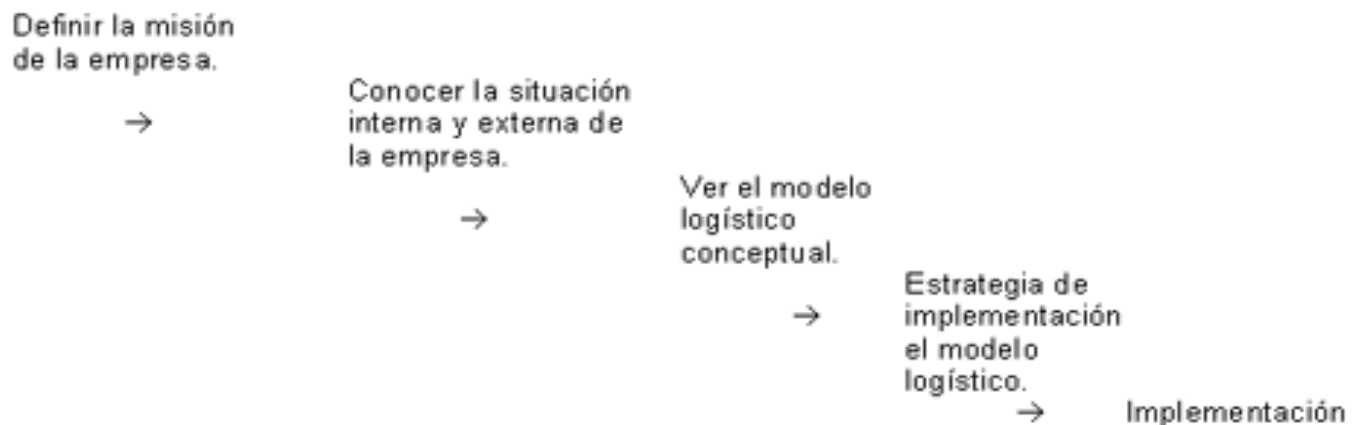 Definir la misión
de la empresa.
→
Conocer la situación
interna y externa de
la empresa.
→
Ver el modelo
logístico
conceptual.
→
Estrategia de
implementación
el modelo
logístico.
→
Implementación